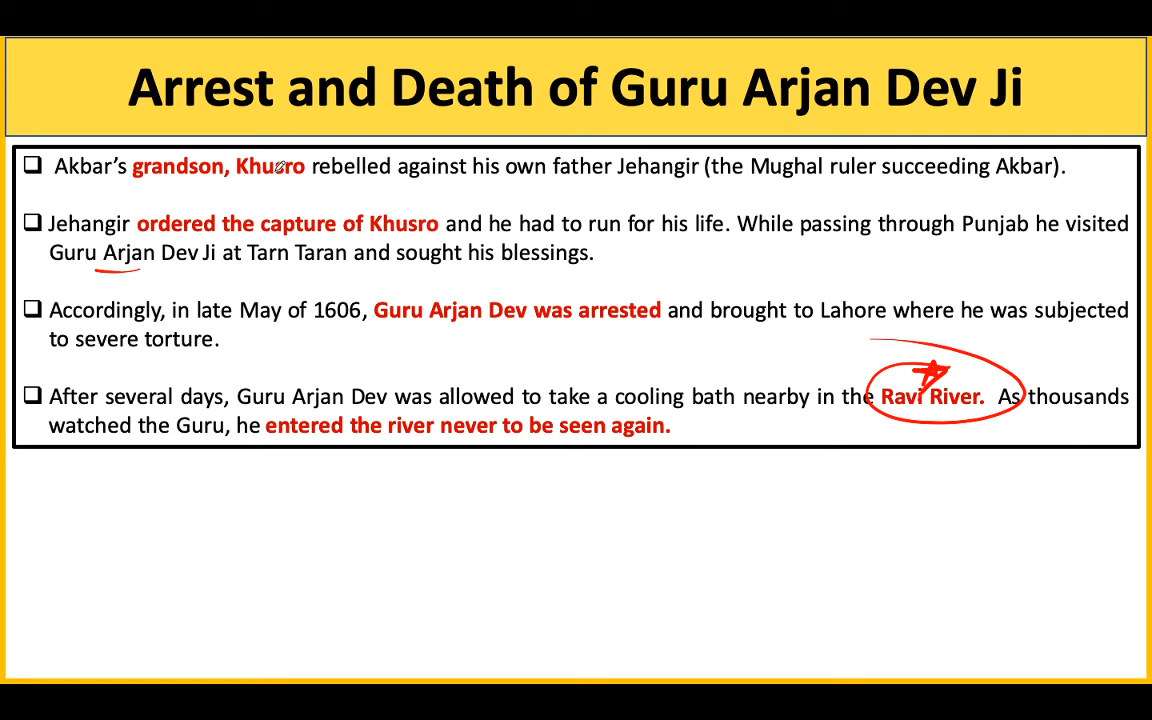 Arrest and Death of Guru Arjan Dev Ji
❑ Akbar's grandson, Khusro rebelled against his own father Jehangir (the Mughal ruler succeeding Akbar).
❑ Jehangir ordered the capture of Khusro and he had to run for his life. While passing through Punjab he visited
Guru Arjan Dev Ji at Tarn Taran and sought his blessings.
❑ Accordingly, in late May of 1606, Guru Arjan Dev was arrested and brought to Lahore where he was subjected
to severe torture.
❑ After several days, Guru Arjan Dev was allowed to take a cooling bath nearby in the Ravi River. As thousands
watched the Guru, he entered the river never to be seen again.